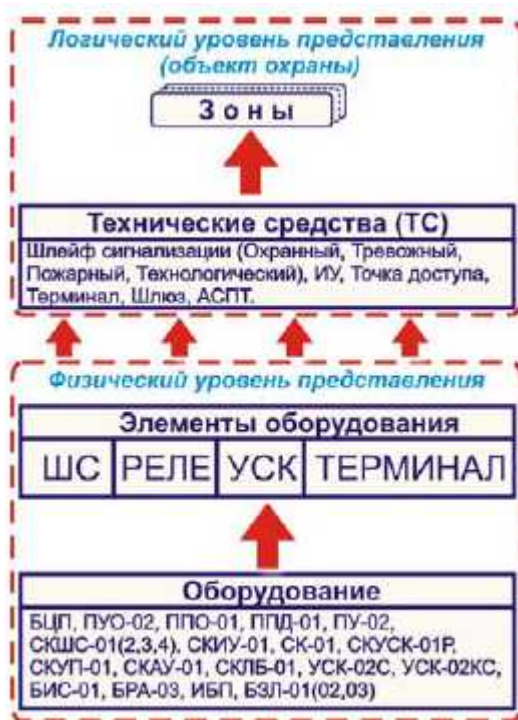 Логический уровень представления
(объект охраны)
Зоны
Технические средства (ТС)
Шлейф сигнализации (Охранный, Тревожный,
Пожарный, Технологический), ИУ, Точка доступа,
Терминал, Шлюз, АСПТ.
Физический уровень представления
Элементы оборудования
ШС РЕЛЕ УСК ТЕРМИНАЛ
Оборудование
БЦП, ПУО-02, ППО-01, ППД-01, ПУ-02,
СКШС-01(2,3,4), СКИУ-01, СК-01, СКУСК-01Р,
СКУП-01, СКАУ-01, СКЛБ-01, УСК-02С, УСК-02КС,
БИС-01, БРА-03, ИБП, БЗЛ-01(02,03)